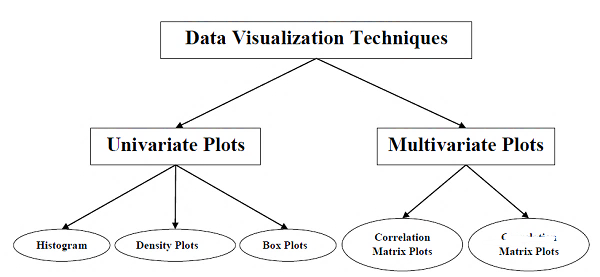 Data Visualization Techniques
Univariate Plots
Multivariate Plots
Histogram
Density Plots
Box Plots
Correlation
Matrix Plots
Matrix Plots